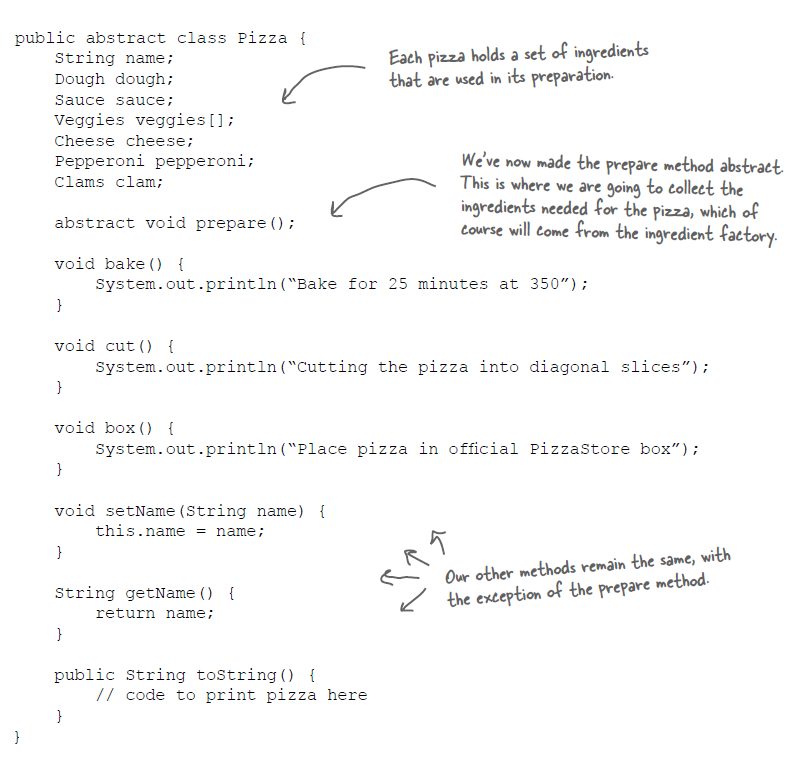 public abstract class Pizza {
String name;
Dough dough;
Sauce sauce;
Veggies veggies[];
Cheese cheese;
Pepperoni pepperoni;
Clams clam;
Each pizza holds a set of ingredients
that are used in its preparation.
abstract void prepare();
We've now made the prepare method abstract.
This is where we are going to collect the
ingredients needed for the pizza, which of
course will come from the ingredient factory.
void bake() {
System.out.println(“Bake for 25 minutes at 350”);
}
void cut() {
System.out.println(“Cutting the pizza into diagonal slices”);
}
void box() {
System.out.println(“Place pizza in official PizzaStore box”);
}
void setName(String name) {
this.name = name;
}
Our other methods remain the same, with
the exception of the prepare method.
String getName() {
return name;
}
public String toString() {
// code to print pizza here
}
}